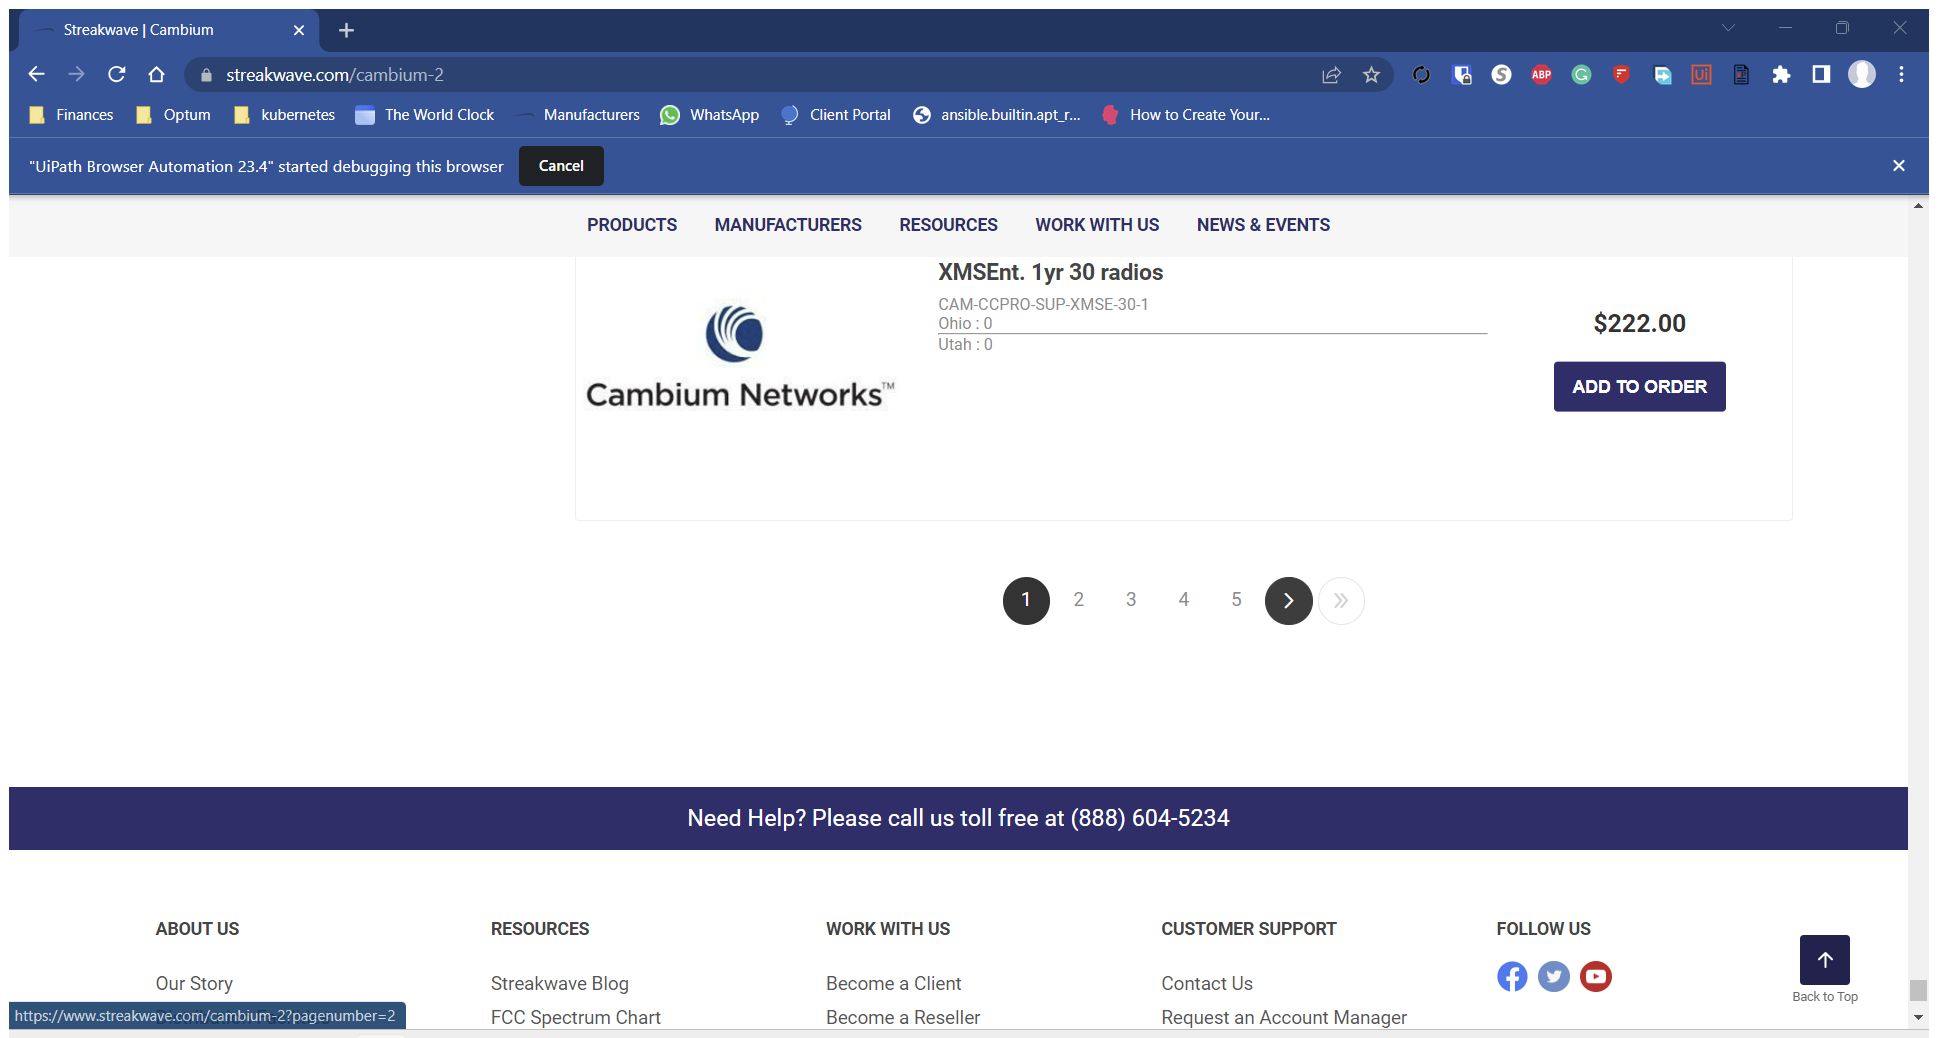 Streakwave | Cambium
streakwave.com/cambium-2
ABP
Ui
Finances
Optum
kubernetes
The World Clock
Manufacturers
WhatsApp
Client Portal
ansible.builtin.apt_r...
How to Create Your...
"UiPath Browser Automation 23.4" started debugging this browser
Cancel
PRODUCTS
MANUFACTURERS
RESOURCES
WORK WITH US
NEWS & EVENTS
XMSEnt. 1yr 30 radios
CAM-CCPRO-SUP-XMSE-30-1
Ohio : 0
Utah : 0
Cambium Networks™
$222.00
ADD TO ORDER
1 2 3 4 5
Need Help? Please call us toll free at (888) 604-5234
ABOUT US
Our Story
RESOURCES
Streakwave Blog
FCC Spectrum Chart
WORK WITH US
Become a Client
Become a Reseller
CUSTOMER SUPPORT
Contact Us
Request an Account Manager
FOLLOW US
Back to Top
https://www.streakwave.com/cambium-2?pagenumber=2